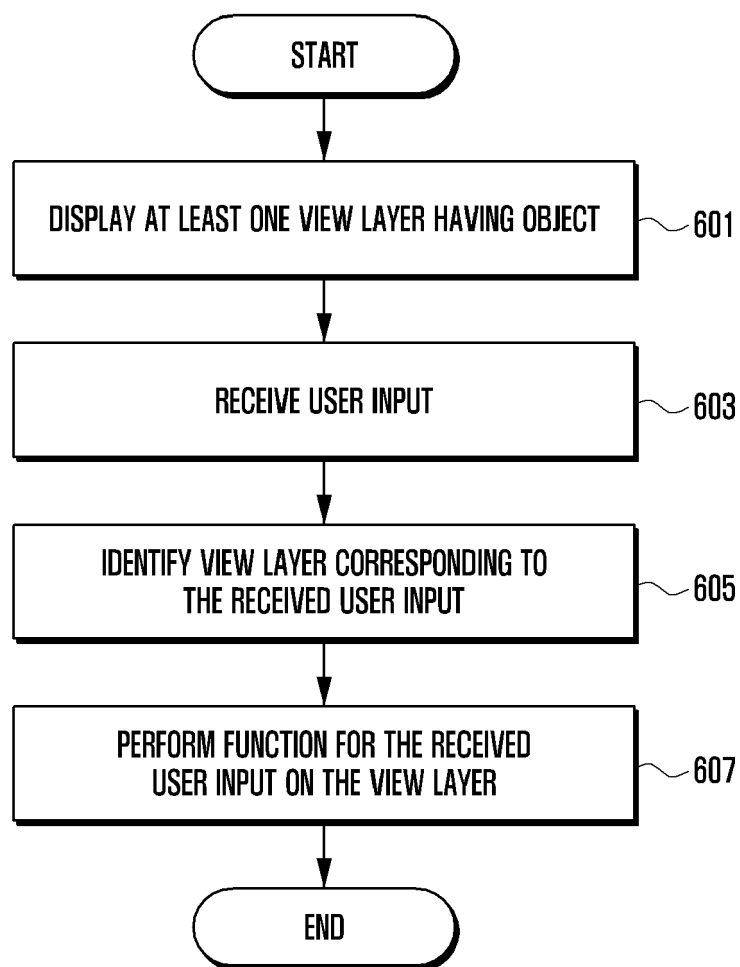 START
DISPLAY AT LEAST ONE VIEW LAYER HAVING OBJECT
601
RECEIVE USER INPUT
603
IDENTIFY VIEW LAYER CORRESPONDING TO
THE RECEIVED USER INPUT
605
PERFORM FUNCTION FOR THE RECEIVED
USER INPUT ON THE VIEW LAYER
607
END